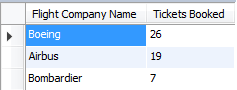 Flight Company Name Tickets Booked
Boeing 26
Airbus 19
Bombardier 7